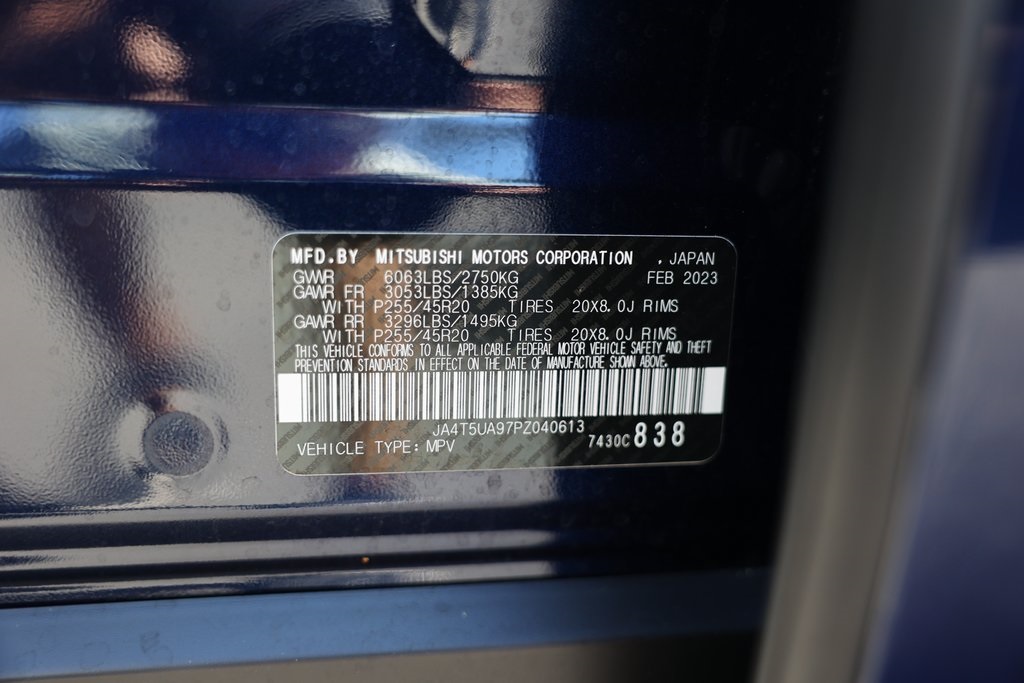 MFD.BY MITSUBISHI MOTORS CORPORATION , JAPAN
GVWR 6063LBS/2750KG FEB 2023
GAWR FR 3053LBS/1385KG
WITH P255/45R20 TIRES 20X8.0J RIMS
GAWR RR 3296LBS/1495KG
WITH P255/45R20 TIRES 20X8.0J RIMS
THIS VEHICLE CONFORMS TO ALL APPLICABLE FEDERAL MOTOR VEHICLE SAFETY AND THEFT
PREVENTION STANDARDS IN EFFECT ON THE DATE OF MANUFACTURE SHOWN ABOVE.
JA4T5UA97PZ040613
VEHICLE TYPE: MPV 7430C 838